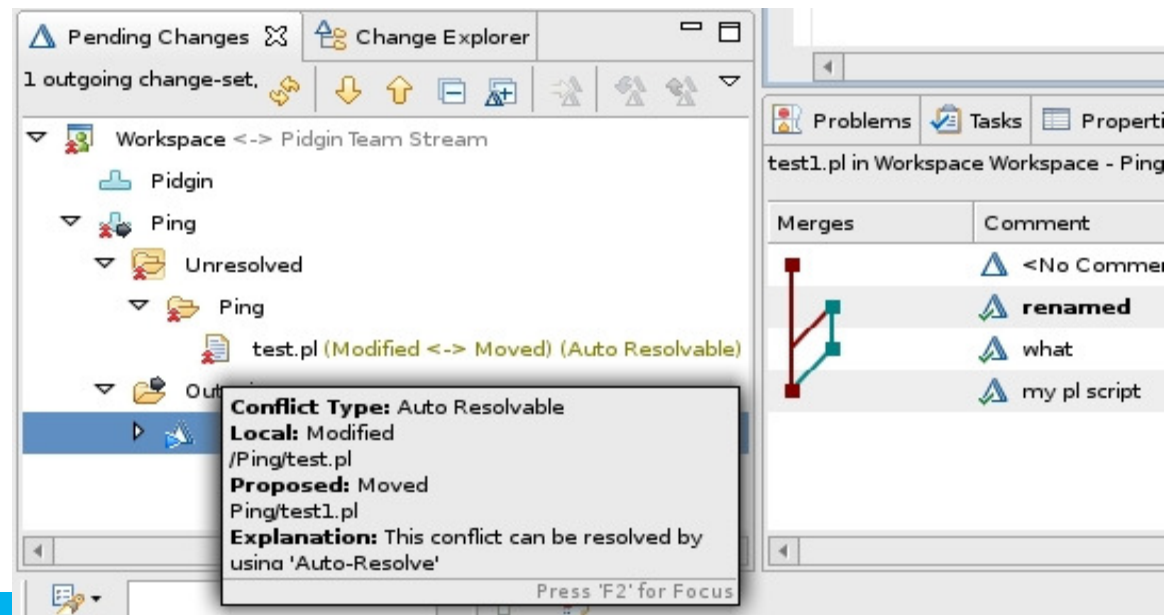 Pending Changes
Change Explorer
1 outgoing change-set,
Workspace <-> Pidgin Team Stream
Pidgin
Ping
Unresolved
Ping
test.pl (Modified <-> Moved) (Auto Resolvable)
Conflict Type: Auto Resolvable
Local: Modified
/Ping/test.pl
Proposed: Moved
Ping/test1.pl
Explanation: This conflict can be resolved by
using 'Auto-Resolve'
Press 'F2' for Focus
Problems
Tasks
test1.pl in Workspace Workspace - Ping
Merges
Comment
<No
renamed
what
my pl script